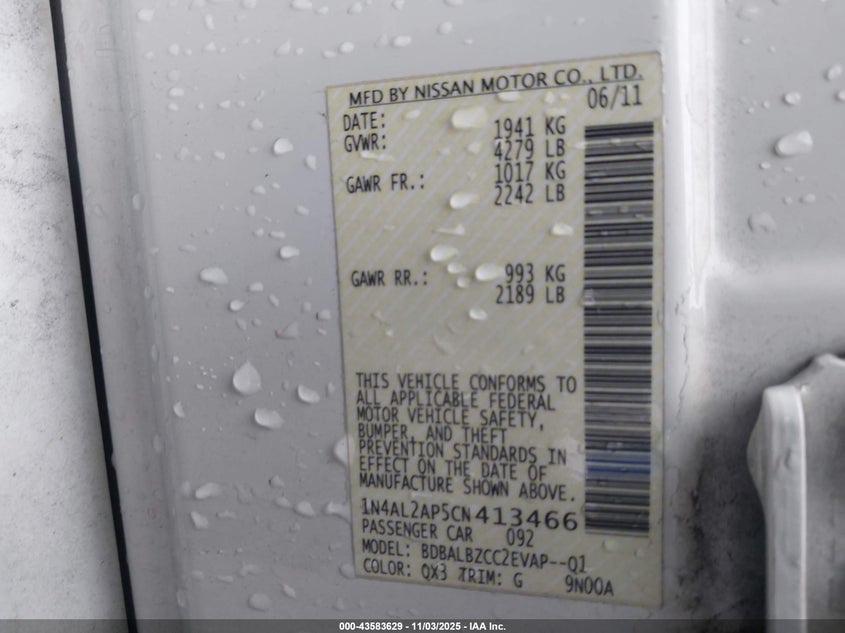 MFD BY NISSAN MOTOR CO., LTD.
DATE: 06/11
GVWR: 1941 KG
4279 LB
GAWR FR.: 1017 KG
2242 LB
GAWR RR.: 993 KG
2189 LB
THIS VEHICLE CONFORMS TO
ALL APPLICABLE FEDERAL
MOTOR VEHICLE SAFETY,
BUMPER, AND THEFT
PREVENTION STANDARDS IN
EFFECT ON THE DATE OF
MANUFACTURE SHOWN ABOVE.
1N4AL2AP5CN413466
PASSENGER CAR 092
MODEL: BDBALBZCC2EVAP--Q1
COLOR: QX3 TRIM: G 9N00A
000-43583629 - 11/03/2025 - IAA Inc.